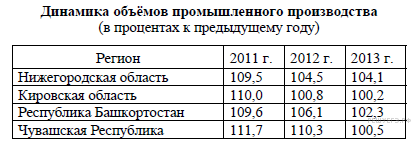 Динамика объёмов промышленного производства
(в процентах к предыдущему году)
Регион 2011 г. 2012 г. 2013 г.
Нижегородская область 109,5 104,5 104,1
Кировская область 110,0 100,8 100,2
Республика Башкортостан 109,6 106,1 102,3
Чувашская Республика 111,7 110,3 100,5